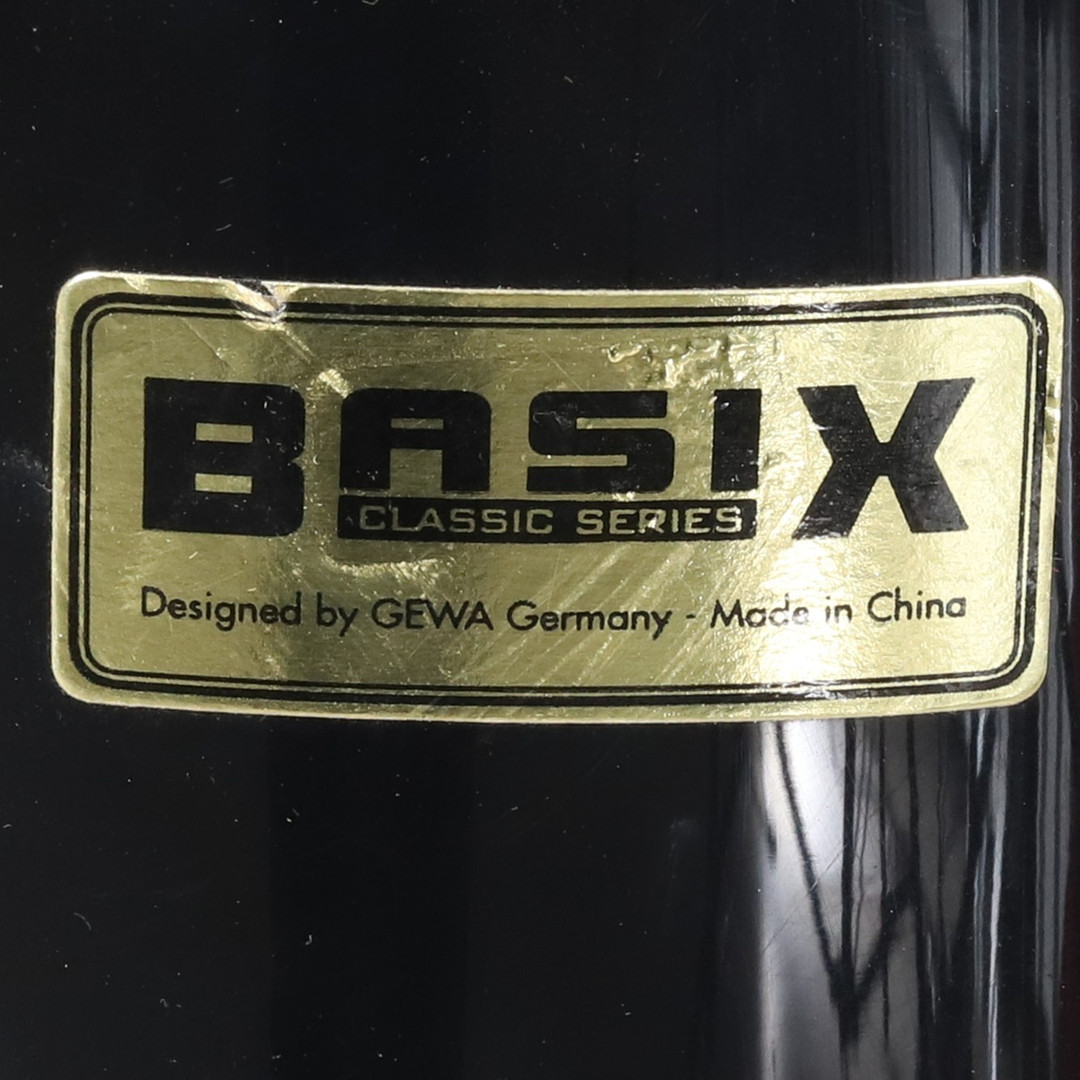 BASIX
CLASSIC SERIES
Designed by GEWA Germany - Made in China